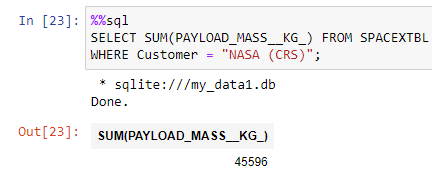 In [23]: %%sql
SELECT SUM(PAYLOAD_MASS__KG_) FROM SPACEXTBL
WHERE Customer = "NASA (CRS)";
* sqlite:///my_data1.db
Done.
Out[23]: SUM(PAYLOAD_MASS__KG_)
45596